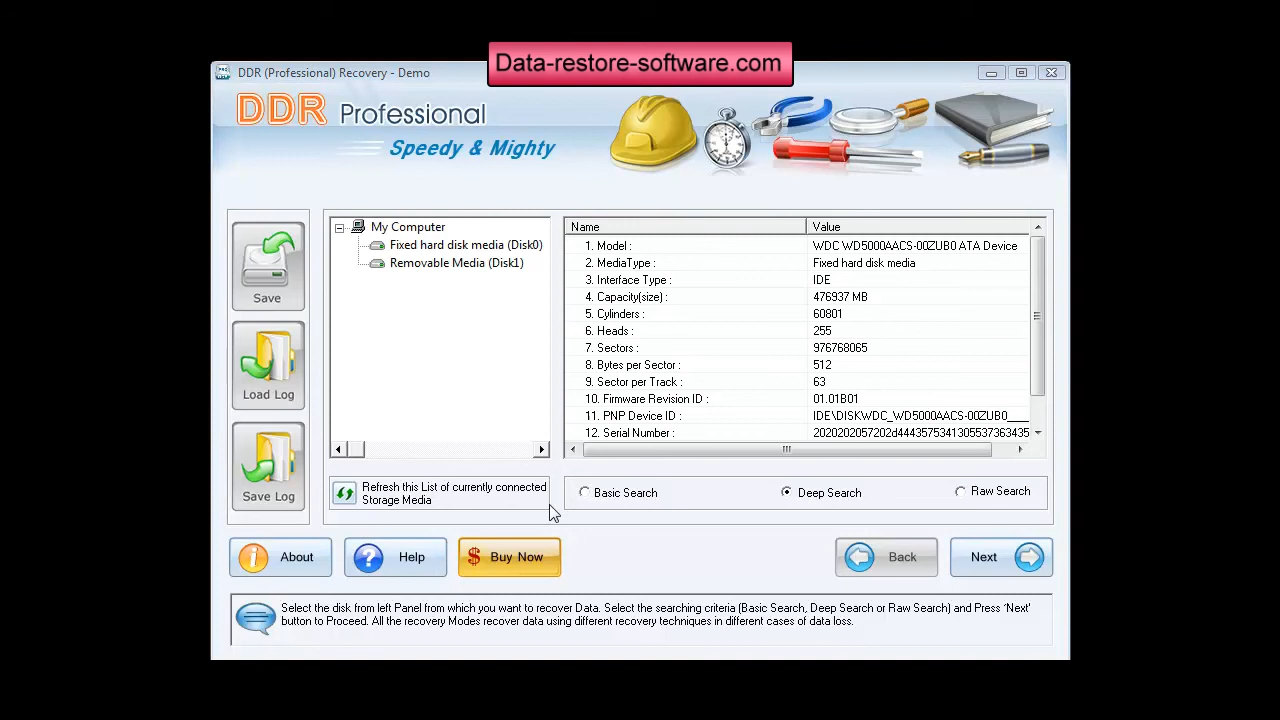 Data-restore-software.com
DDR (Professional) Recovery - Demo
DDR Professional
Speedy & Mighty
Save
Load Log
Save Log
My Computer
Fixed hard disk media (Disk0)
Removable Media (Disk1)
Name Value
1. Model : WDC WD5000AACS-00ZUB0 ATA Device
2. MediaType : Fixed hard disk media
3. Interface Type : IDE
4. Capacity(size) : 476937 MB
5. Cylinders : 60801
6. Heads : 255
7. Sectors : 976768065
8. Bytes per Sector : 512
9. Sector per Track : 63
10. Firmware Revision ID : 01.01B01
11. PNP Device ID : IDE\DISKWDC_WD5000AACS-00ZUB0____
12. Serial Number : 2020202057202d4443575341305537363435
Refresh this List of currently connected
Storage Media
Basic Search Deep Search Raw Search
About Help $ Buy Now Back Next
Select the disk from left Panel from which you want to recover Data. Select the searching criteria (Basic Search, Deep Search or Raw Search) and Press 'Next'
button to Proceed. All the recovery Modes recover data using different recovery techniques in different cases of data loss.